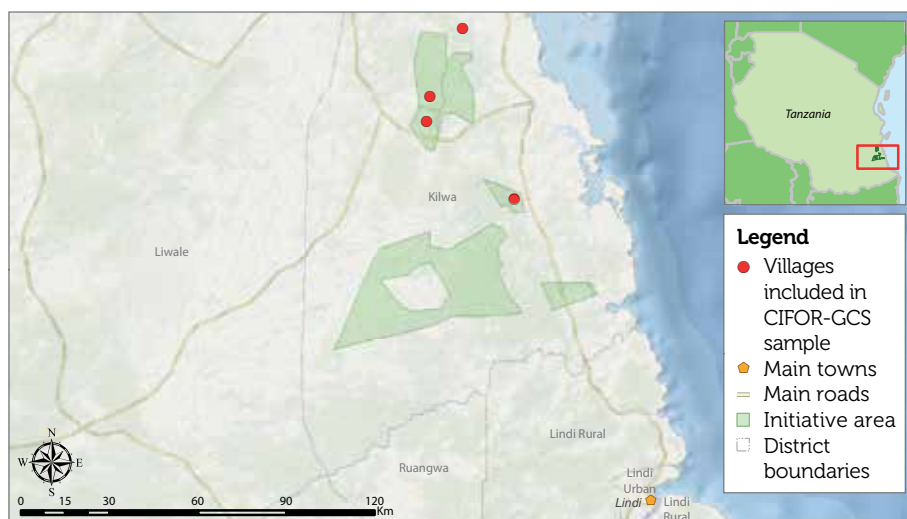 Tanzania
Kilwa
Liwale
Legend
Villages
included in
CIFOR-GCS
sample
Main towns
Main roads
Initiative area
District
boundaries
Lindi Rural
Ruangwa
Lindi
Urban
Lindi
Lindi
Rural
N
W E
S
0 15 30 60 90 120
Km